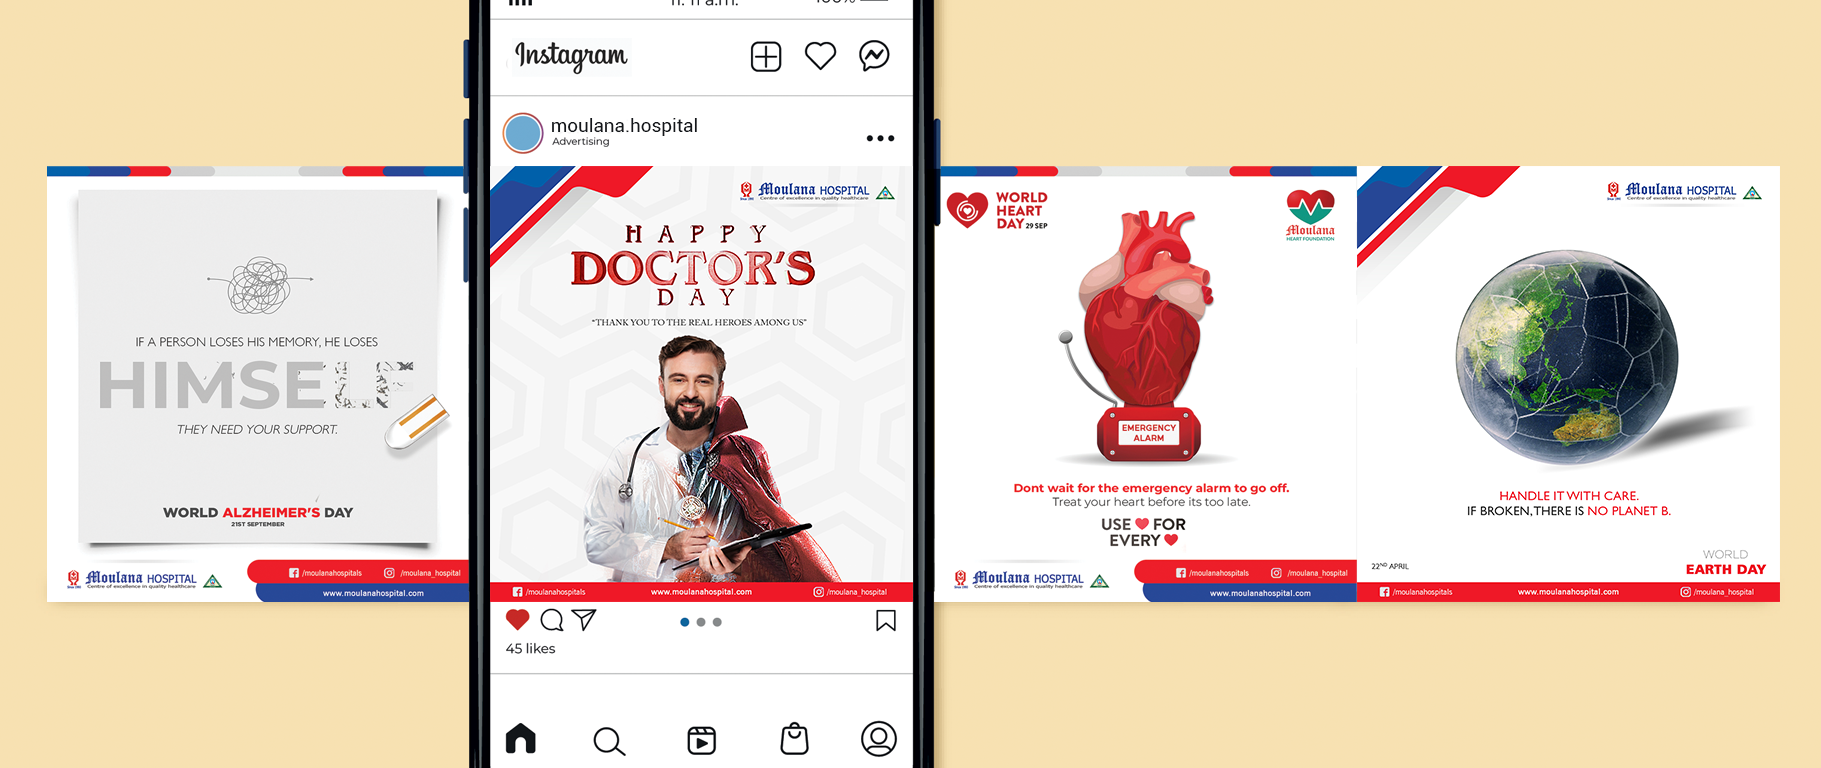 100%
Instagram
moulana.hospital
Advertising
IF A PERSON LOSES HIS MEMORY, HE LOSES
HIMSELF
THEY NEED YOUR SUPPORT.
WORLD ALZHEIMER'S DAY
21ST SEPTEMBER
Moulana HOSPITAL
Centre of excellence in quality healthcare
/moulanahospitals
/moulana_hospital
www.moulanahospital.com
Moulana HOSPITAL
Centre of excellence in quality healthcare
HAPPY
DOCTOR'S
DAY
"THANK YOU TO THE REAL HEROES AMONG US"
/moulanahospitals
www.moulanahospital.com
/moulana_hospital
45 likes
WORLD
HEART
DAY 29 SEP
Moulana
HEART FOUNDATION
EMERGENCY
ALARM
Dont wait for the emergency alarm to go off.
Treat your heart before its too late.
USE ❤ FOR
EVERY ❤
Moulana HOSPITAL
Centre of excellence in quality healthcare
/moulanahospitals
/moulana_hospital
www.moulanahospital.com
Moulana HOSPITAL
Centre of excellence in quality healthcare
HANDLE IT WITH CARE.
IF BROKEN,THERE IS NO PLANET B.
22ND APRIL
WORLD
EARTH DAY
/moulanahospitals
www.moulanahospital.com
/moulana_hospital